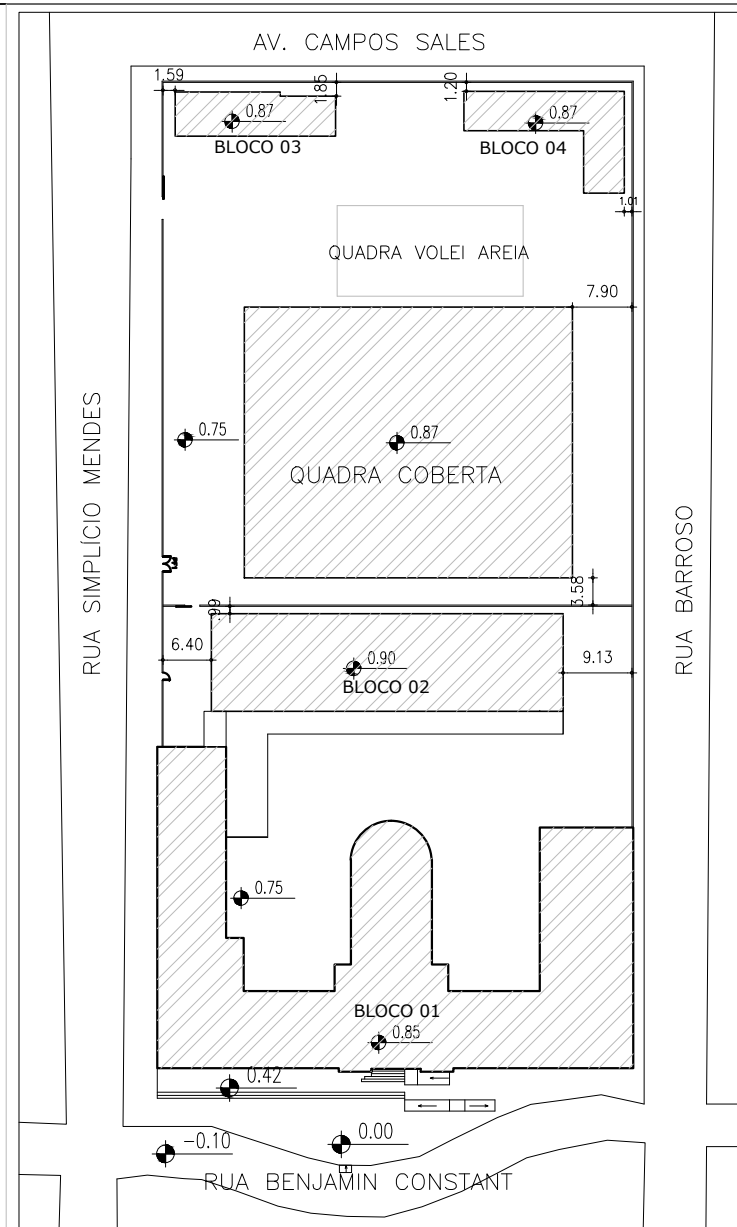 AV. CAMPOS SALES
1.59
1.85
1.20
0.87
0.87
BLOCO 03
BLOCO 04
1.01
QUADRA VOLEI AREIA
7.90
RUA SIMPLÍCIO MENDES
0.75
0.87
QUADRA COBERTA
RUA BARROSO
3.58
.99
6.40
0.90
9.13
BLOCO 02
0.75
BLOCO 01
0.85
0.42
-0.10
0.00
RUA BENJAMIN CONSTANT